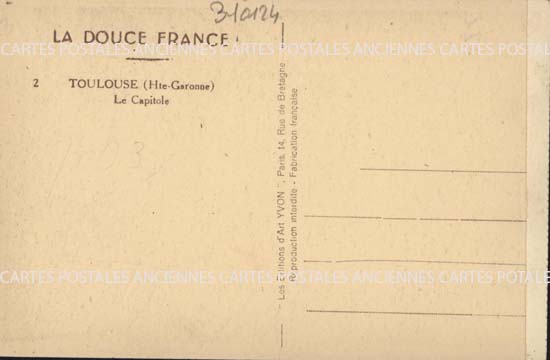 310124
LA DOUCE FRANCE
CARTES POSTALES ANCIENNES CARTES POSTALES ANCIENNES CARTES POSTALES
2 TOULOUSE (Hte-Garonne)
Le Capitole
Les Editions d'Art YVON, Paris, 14, Rue de Bretagne
Reproduction interdite - Fabrication française
CARTES POSTALES ANCIENNES CARTES POSTALES ANCIENNES CARTES POSTALES